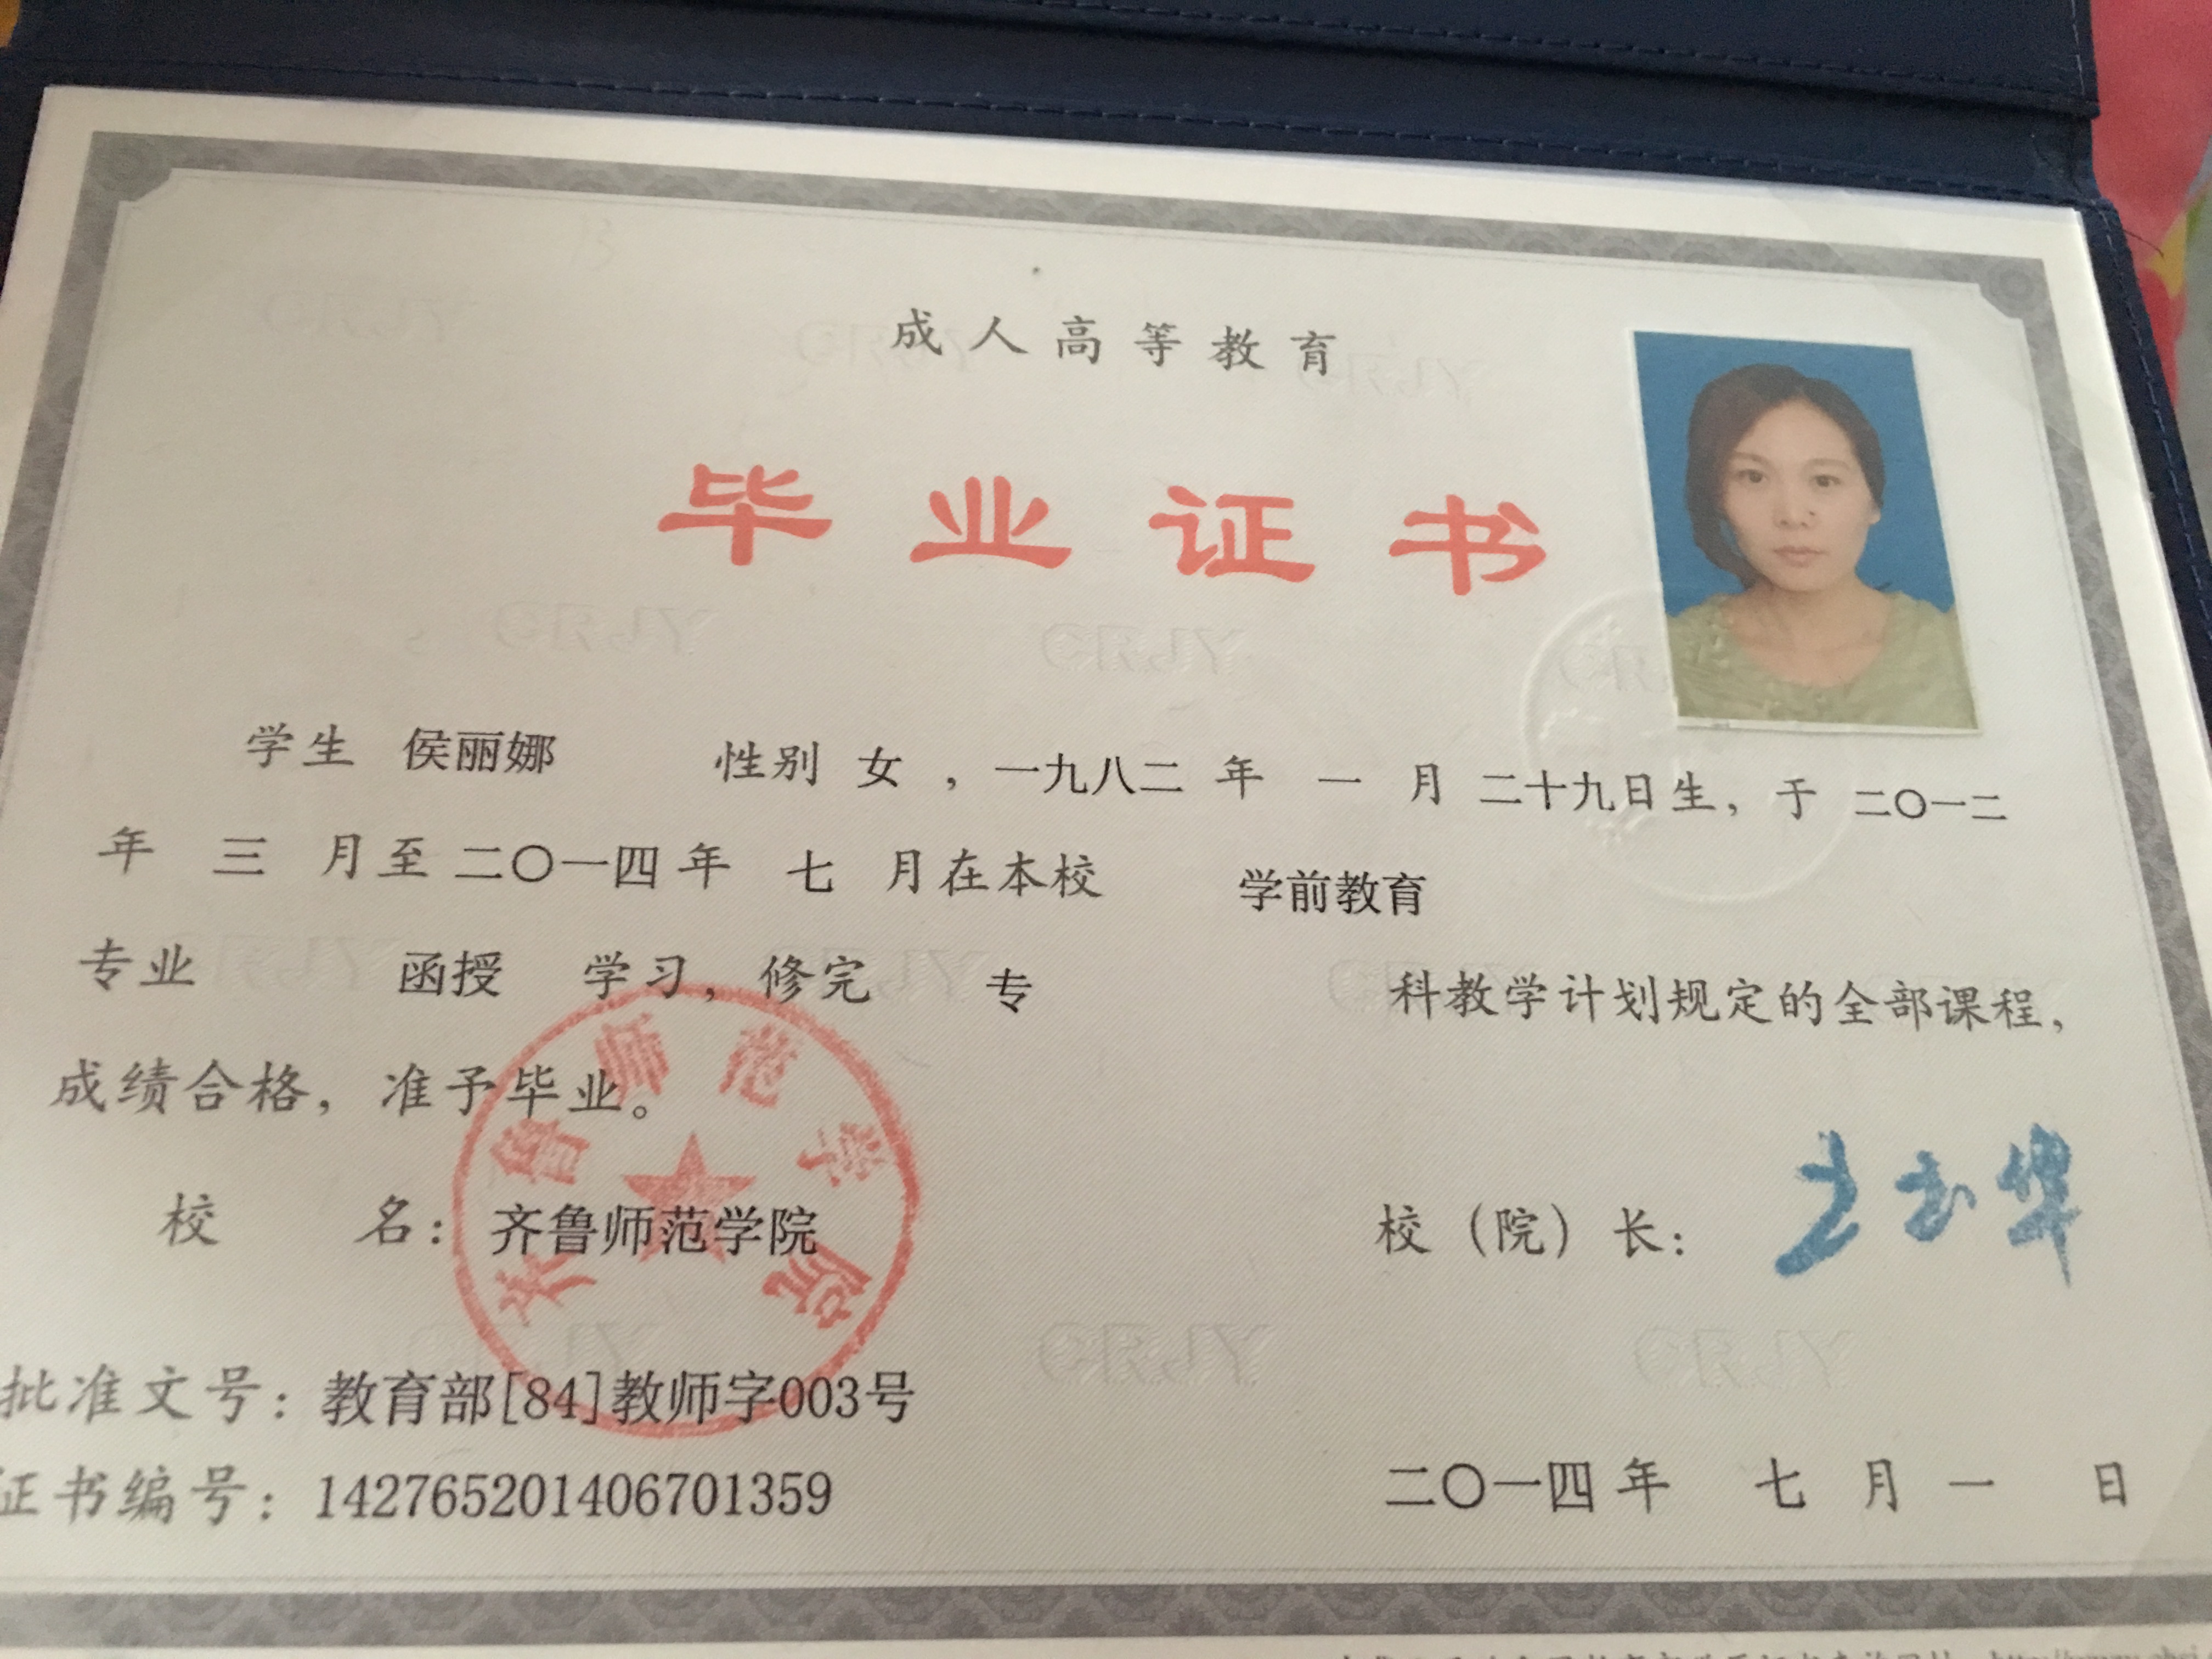 成人高等教育
毕业证书
学生 侯丽娜 性别 女，一九八二 年 一 月 二十九日生，于 二〇一二
年 三 月至 二〇一四 年 七 月在本校 学前教育
专业 函授 学习，修完 专 科教学计划规定的全部课程，
成绩合格，准予毕业。
校 名：齐鲁师范学院 校（院）长：
批准文号：教育部[84]教师字003号
证书编号：142765201406701359 二〇一四年 七 月 一 日
齐鲁师范学院